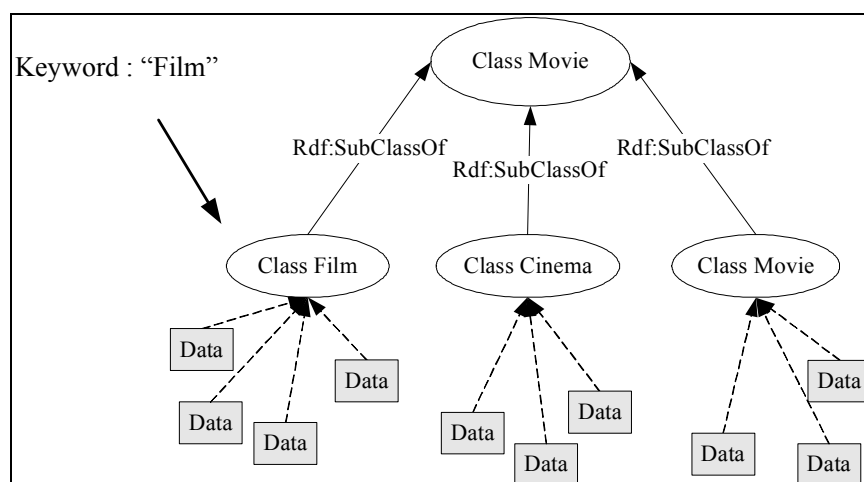 Class Movie
Keyword : “Film”
Rdf:SubClassOf
Rdf:SubClassOf
Rdf:SubClassOf
Class Film
Class Cinema
Class Movie
Data
Data
Data
Data
Data
Data
Data
Data
Data
Data